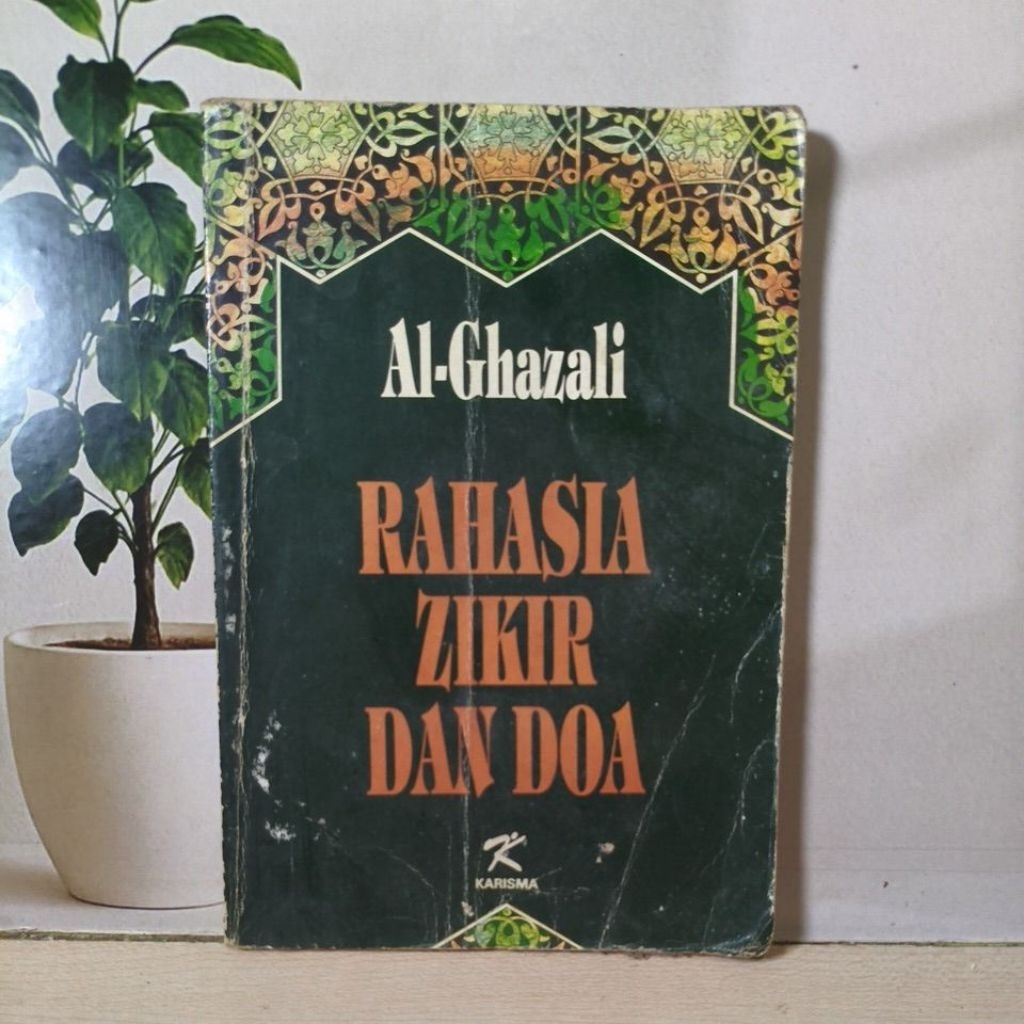 Al-Ghazali
RAHASIA
ZIKIR
DAN DOA
KARISMA